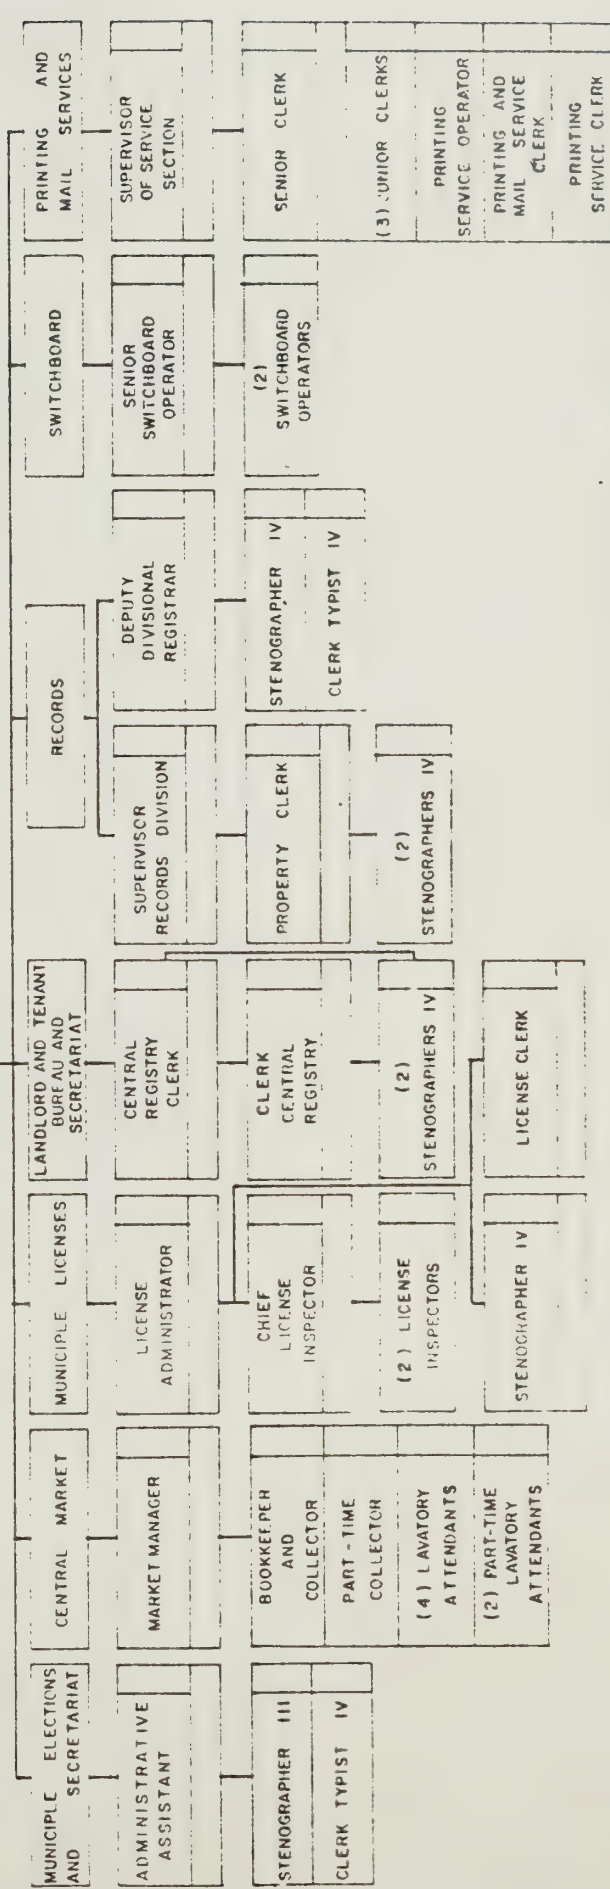 MUNICIPLE ELECTIONS
AND SECRETARIAT
ADMINISTRATIVE
ASSISTANT
STENOGRAPHER III
CLERK TYPIST IV
CENTRAL MARKET
MARKET MANAGER
BOOKKEEPER
AND
COLLECTOR
PART-TIME
COLLECTOR
(4) LAVATORY
ATTENDANTS
(2) PART-TIME
LAVATORY
ATTENDANTS
MUNICIPLE LICENSES
LICENSE
ADMINISTRATOR
CHIEF
LICENSE
INSPECTOR
(2) LICENSE
INSPECTORS
STENOGRAPHER IV
LICENSE CLERK
LANDLORD AND TENANT
BUREAU AND
SECRETARIAT
CENTRAL
REGISTRY
CLERK
CLERK
CENTRAL
REGISTRY
(2)
STENOGRAPHERS IV
RECORDS
SUPERVISOR
RECORDS DIVISION
PROPERTY CLERK
(2)
STENOGRAPHERS IV
DEPUTY
DIVISIONAL
REGISTRAR
STENOGRAPHER IV
CLERK TYPIST IV
SWITCHBOARD
SENIOR
SWITCHBOARD
OPERATOR
(2)
SWITCHBOARD
OPERATORS
PRINTING AND
MAIL SERVICES
SUPERVISOR
OF SERVICE
SECTION
SENIOR CLERK
(3) JUNIOR CLERKS
PRINTING
SERVICE OPERATOR
PRINTING AND
MAIL SERVICE
CLERK
PRINTING
SERVICE CLERK